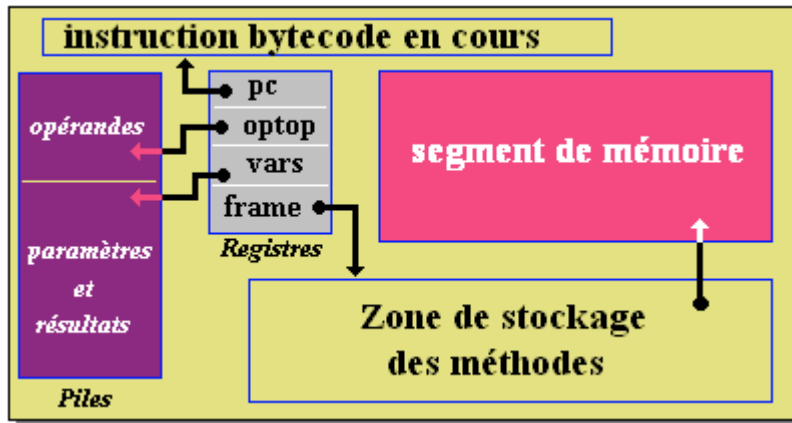 instruction bytecode en cours
opérandes
paramètres
et
résultats
Piles
pc
optop
vars
frame
Registres
segment de mémoire
Zone de stockage
des méthodes